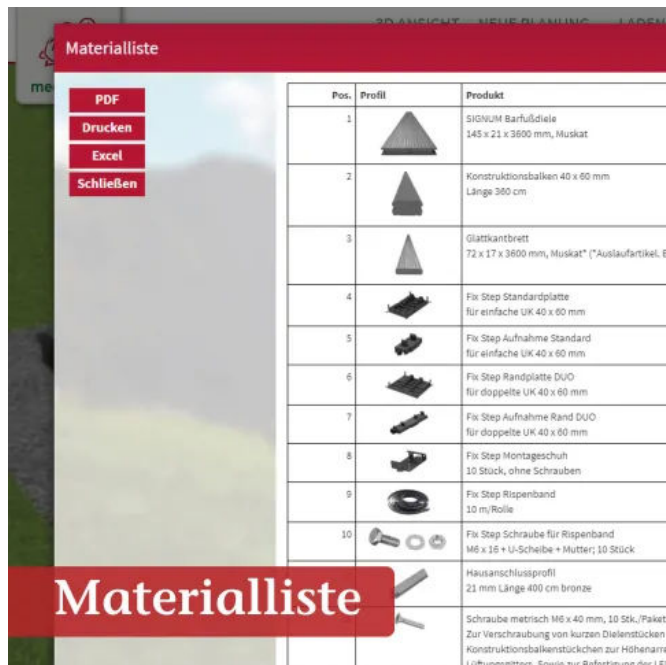 3D ANSICHT NEUE PLANUNG LADEN
Materialliste
PDF
Drucken
Excel
Schließen
Pos. Profil Produkt
1 SIGNUM Barfußdiele
145 x 21 x 3600 mm, Muskat
2 Konstruktionsbalken 40 x 60 mm
Länge 360 cm
3 Glattkantbrett
72 x 17 x 3600 mm, Muskat* (*Auslaufartikel.
4 Fix Step Standardplatte
für einfache UK 40 x 60 mm
5 Fix Step Aufnahme Standard
für einfache UK 40 x 60 mm
6 Fix Step Randplatte DUO
für doppelte UK 40 x 60 mm
7 Fix Step Aufnahme Rand DUO
für doppelte UK 40 x 60 mm
8 Fix Step Montageschuh
10 Stück, ohne Schrauben
9 Fix Step Rispenband
10 m/Rolle
10 Fix Step Schraube für Rispenband
M6 x 16 + U-Scheibe + Mutter; 10 Stück
Hausanschlussprofil
21 mm Länge 400 cm bronze
Materialliste
Schraube metrisch M6 x 40 mm, 10 Stk./Paket
Zur Verschraubung von kurzen Dielenstücken
Konstruktionsbalkenstückchen zur Höhenarre